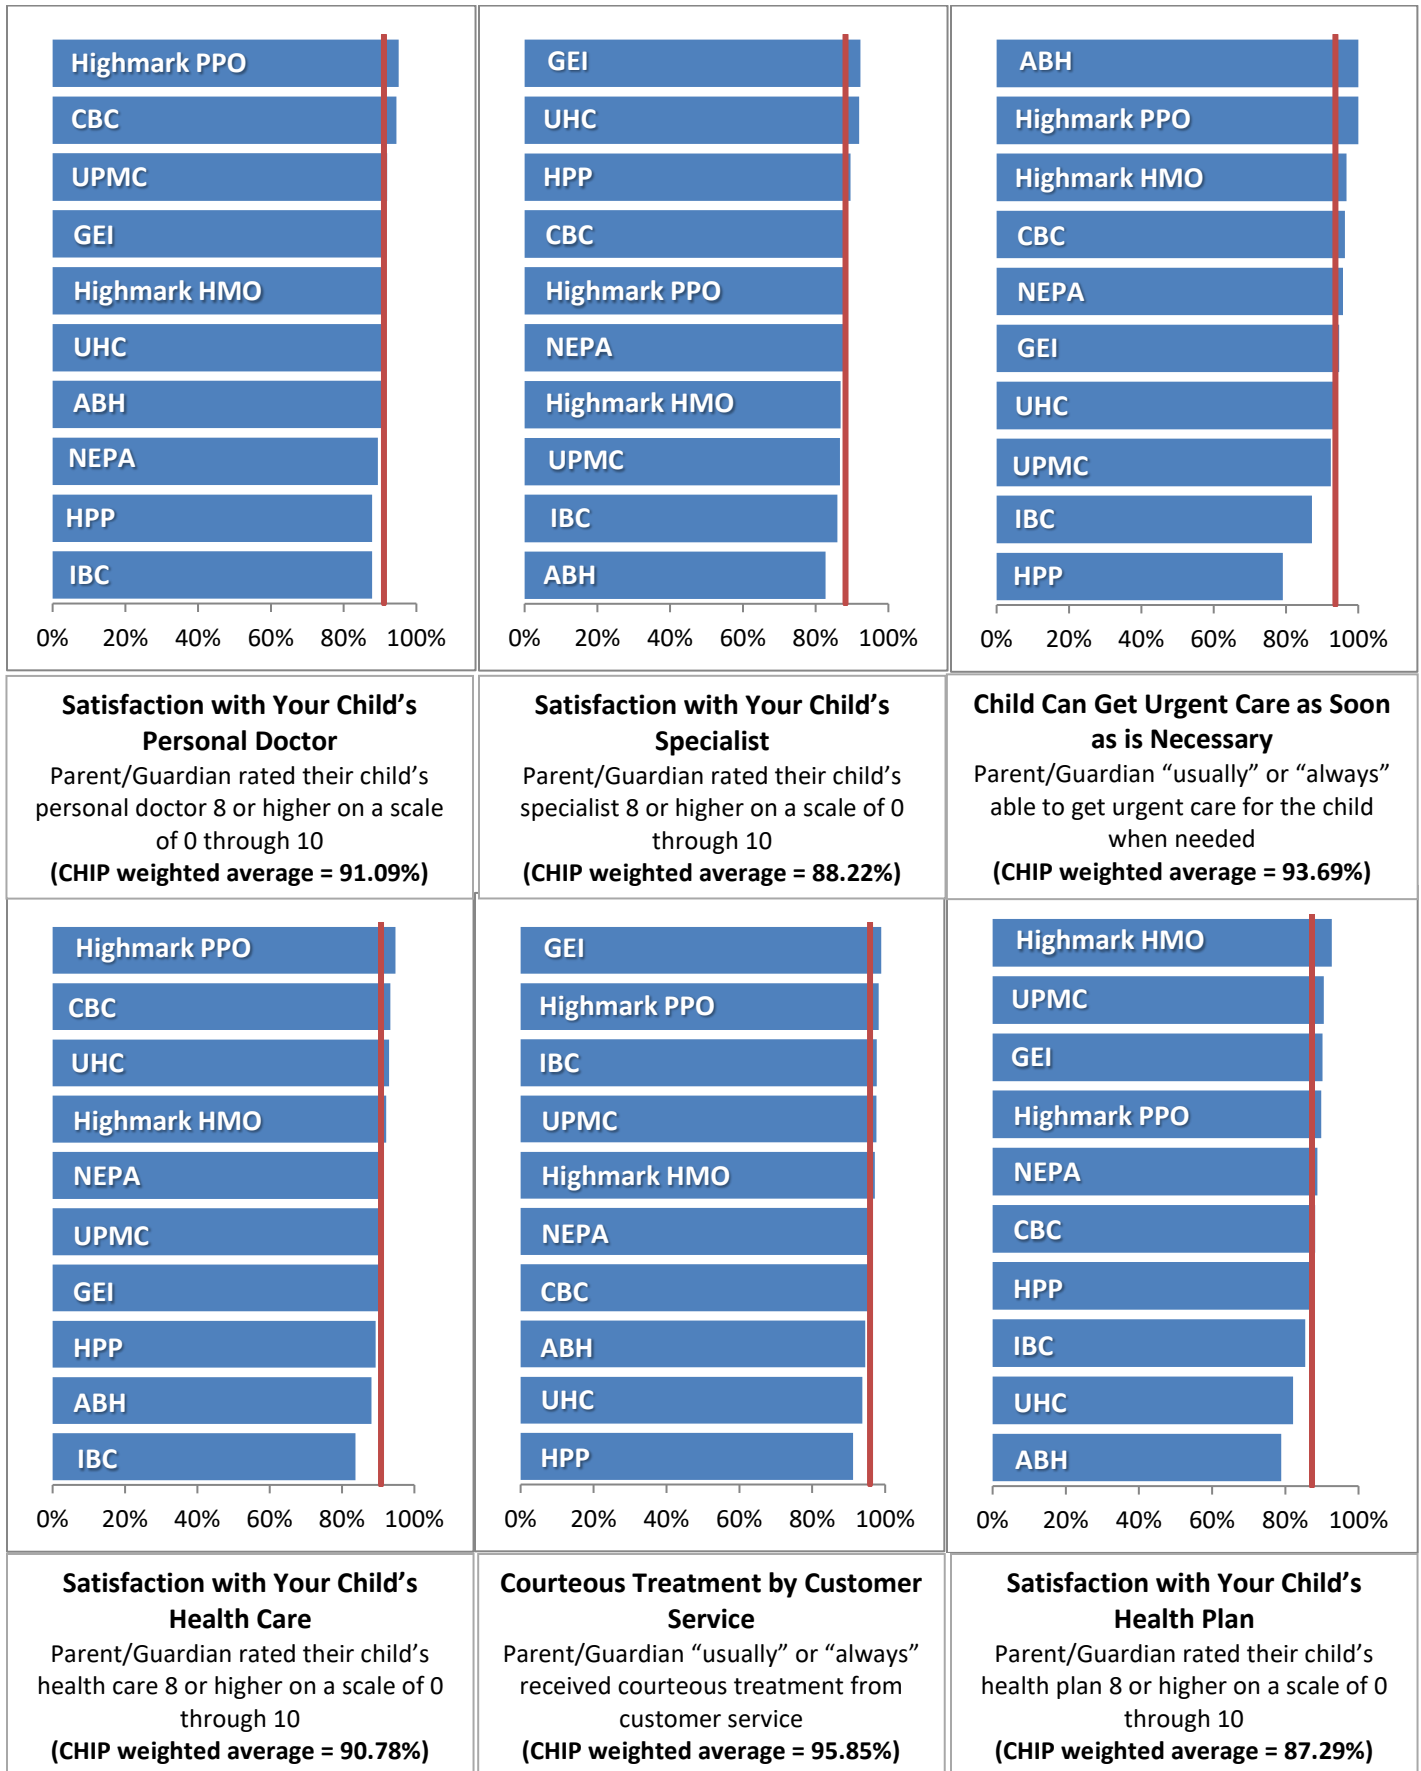 Highmark PPO
CBC
UPMC
GEI
Highmark HMO
UHC
ABH
NEPA
HPP
IBC
0% 20% 40% 60% 80% 100%
GEI
UHC
HPP
CBC
Highmark PPO
NEPA
Highmark HMO
UPMC
IBC
ABH
0% 20% 40% 60% 80% 100%
ABH
Highmark PPO
Highmark HMO
CBC
NEPA
GEI
UHC
UPMC
IBC
HPP
0% 20% 40% 60% 80% 100%
Satisfaction with Your Child’s
Personal Doctor
Parent/Guardian rated their child’s
personal doctor 8 or higher on a scale
of 0 through 10
(CHIP weighted average = 91.09%)
Satisfaction with Your Child’s
Specialist
Parent/Guardian rated their child’s
specialist 8 or higher on a scale of 0
through 10
(CHIP weighted average = 88.22%)
Child Can Get Urgent Care as Soon
as is Necessary
Parent/Guardian “usually” or “always”
able to get urgent care for the child
when needed
(CHIP weighted average = 93.69%)
Highmark PPO
CBC
UHC
Highmark HMO
NEPA
UPMC
GEI
HPP
ABH
IBC
0% 20% 40% 60% 80% 100%
GEI
Highmark PPO
IBC
UPMC
Highmark HMO
NEPA
CBC
ABH
UHC
HPP
0% 20% 40% 60% 80% 100%
Highmark HMO
UPMC
GEI
Highmark PPO
NEPA
CBC
HPP
IBC
UHC
ABH
0% 20% 40% 60% 80% 100%
Satisfaction with Your Child’s
Health Care
Parent/Guardian rated their child’s
health care 8 or higher on a scale of 0
through 10
(CHIP weighted average = 90.78%)
Courteous Treatment by Customer
Service
Parent/Guardian “usually” or “always”
received courteous treatment from
customer service
(CHIP weighted average = 95.85%)
Satisfaction with Your Child’s
Health Plan
Parent/Guardian rated their child’s
health plan 8 or higher on a scale of 0
through 10
(CHIP weighted average = 87.29%)